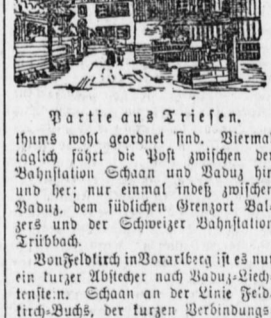 Partie aus Triesen.
thums wohl geordnet sind. Viermal
täglich fährt die Post zwischen der
Bahnstation Schaan und Vaduz hin
und her; nur einmal indeß zwischen
Vaduz, dem südlichen Grenzort Bal-
zers und der Schweizer Bahnstation
Trübbach.
Von Feldkirch in Vorarlberg ist es nur
ein kurzer Abstecher nach Vaduz-Liech-
tenstein. Schaan an der Linie Feld-
kirch-Buchs, der kurzen Verbindungs-